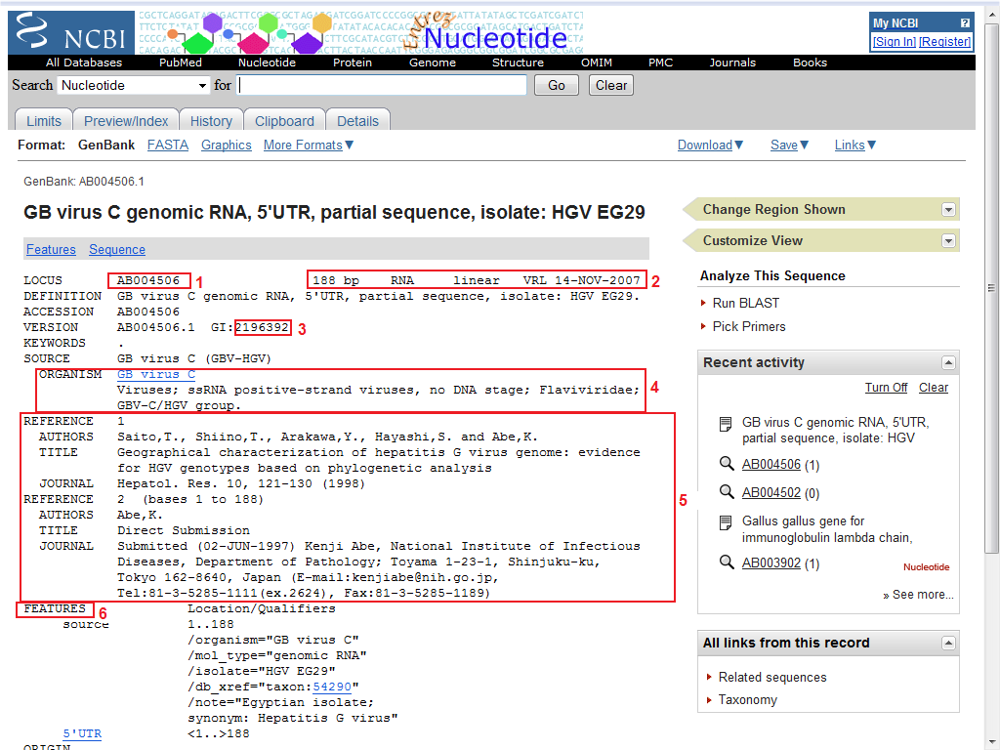 NCBI
Entrez
Nucleotide
My NCBI ?
[Sign In] [Register]
All Databases PubMed Nucleotide Protein Genome Structure OMIM PMC Journals Books
Search Nucleotide for Go Clear
Limits Preview/Index History Clipboard Details
Format: GenBank FASTA Graphics More Formats Download Save Links
GenBank: AB004506.1
GB virus C genomic RNA, 5'UTR, partial sequence, isolate: HGV EG29
Features Sequence
LOCUS AB004506 1 188 bp RNA linear VRL 14-NOV-2007 2
DEFINITION GB virus C genomic RNA, 5'UTR, partial sequence, isolate: HGV EG29.
ACCESSION AB004506
VERSION AB004506.1 GI:2196392 3
KEYWORDS .
SOURCE GB virus C (GBV-HGV)
ORGANISM GB virus C
Viruses; ssRNA positive-strand viruses, no DNA stage; Flaviviridae; 4
GBV-C/HGV group.
REFERENCE 1
AUTHORS Saito,T., Shiino,T., Arakawa,Y., Hayashi,S. and Abe,K.
TITLE Geographical characterization of hepatitis G virus genome: evidence
for HGV genotypes based on phylogenetic analysis
JOURNAL Hepatol. Res. 10, 121-130 (1998)
REFERENCE 2 (bases 1 to 188) 5
AUTHORS Abe,K.
TITLE Direct Submission
JOURNAL Submitted (02-JUN-1997) Kenji Abe, National Institute of Infectious
Diseases, Department of Pathology; Toyama 1-23-1, Shinjuku-ku,
Tokyo 162-8640, Japan (E-mail:kenjiabe@nih.go.jp,
Tel:81-3-5285-1111(ex.2624), Fax:81-3-5285-1189)
FEATURES 6 Location/Qualifiers
source 1..188
/organism="GB virus C"
/mol_type="genomic RNA"
/isolate="HGV EG29"
/db_xref="taxon:54290"
/note="Egyptian isolate;
synonym: Hepatitis G virus"
5'UTR <1..>188
ORIGIN
Change Region Shown
Customize View
Analyze This Sequence
Run BLAST
Pick Primers
Recent activity
Turn Off Clear
GB virus C genomic RNA, 5'UTR,
partial sequence, isolate: HGV
AB004506 (1)
AB004502 (0)
Gallus gallus gene for
immunoglobulin lambda chain,
AB003902 (1)
Nucleotide
» See more...
All links from this record
Related sequences
Taxonomy